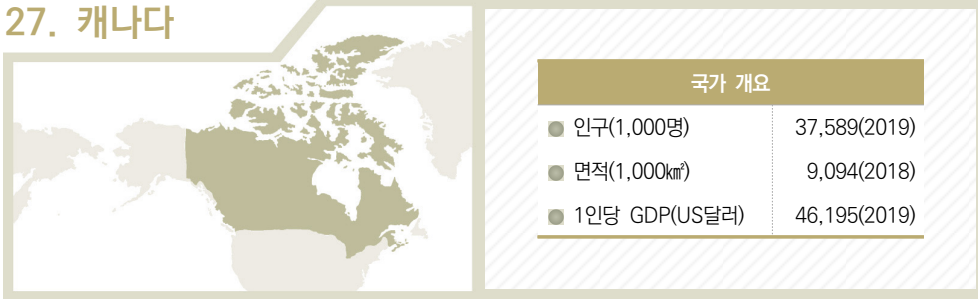 27. 캐나다
국가 개요
인구(1,000명) 37,589(2019)
면적(1,000㎢) 9,094(2018)
1인당 GDP(US달러) 46,195(2019)